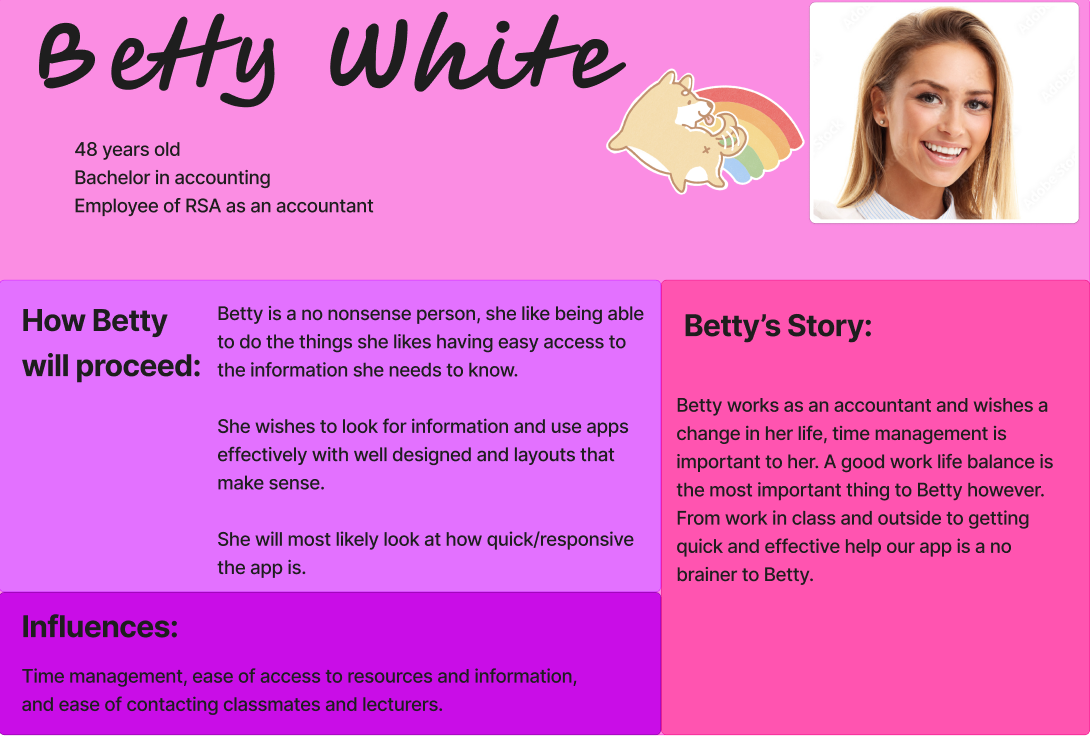 Betty White
48 years old
Bachelor in accounting
Employee of RSA as an accountant
How Betty
will proceed:
Betty is a no nonsense person, she like being able
to do the things she likes having easy access to
the information she needs to know.
She wishes to look for information and use apps
effectively with well designed and layouts that
make sense.
She will most likely look at how quick/responsive
the app is.
Influences:
Time management, ease of access to resources and information,
and ease of contacting classmates and lecturers.
Betty’s Story:
Betty works as an accountant and wishes a
change in her life, time management is
important to her. A good work life balance is
the most important thing to Betty however.
From work in class and outside to getting
quick and effective help our app is a no
brainer to Betty.